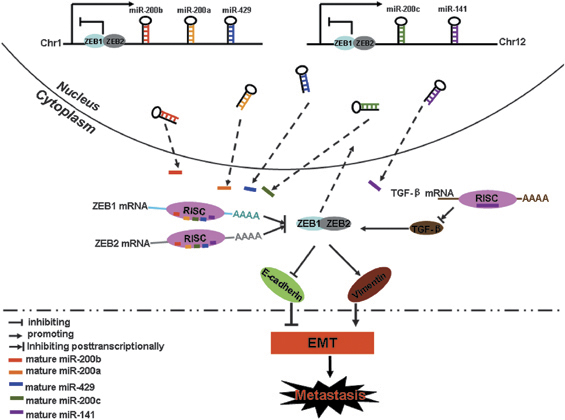 miR-200b miR-200a miR-429
Chr1 ZEB1 ZEB2
miR-200c miR-141
ZEB1 ZEB2 Chr12
Nucleus
Cytoplasm
ZEB1 mRNA RISC AAAA
ZEB2 mRNA RISC AAAA
ZEB1 ZEB2
TGF-β mRNA RISC AAAA
TGF-β
E-cadherin
Vimentin
EMT
Metastasis
inhibiting
promoting
Inhibiting posttranscriptionally
mature miR-200b
mature miR-200a
mature miR-429
mature miR-200c
mature miR-141